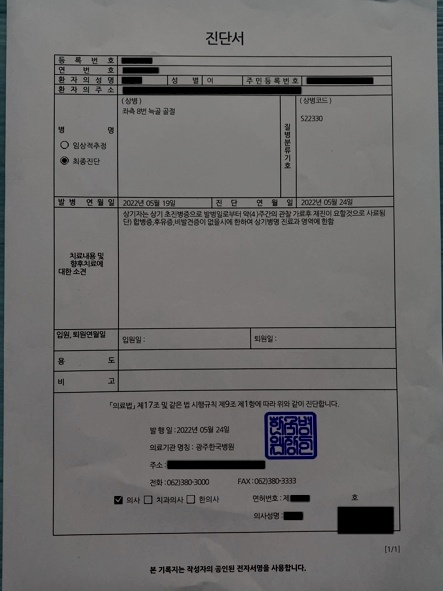 진단서
등 록 번 호
연 번 호
환 자 의 성 명 성 별 여 주 민 등 록 번 호
환 자 의 주 소
병 명
임상적추정
최종진단
(상병)
좌측 8번 늑골 골절
질병분류기호
(상병코드)
S22330
발 병 연 월 일 2022년 05월 19일 진 단 연 월 일 2022년 05월 24일
치료내용 및
향후치료에
대한 소견
상기자는 상기 초진병증으로 발병일로부터 약(4)주간의 관찰 가료후 재진이 요할것으로 사료됨
단) 합병증,후유증,비발견증이 없을시에 한하여 상기병명 진료과 영역에 한함
입원, 퇴원연월일 입원일 : 퇴원일 :
용 도
비 고
「의료법」 제17조 및 같은 법 시행규칙 제9조 제1항에 따라 위와 같이 진단합니다.
발 행 일 : 2022년 05월 24일
의료기관 명칭 : 광주한국병원
주소 :
전화 : 062)380-3000 FAX : 062)380-3333
의사 치과의사 한의사 면허번호 : 제 호
의사성명 :
[1/1]
본 기록지는 작성자의 공인된 전자서명을 사용합니다.